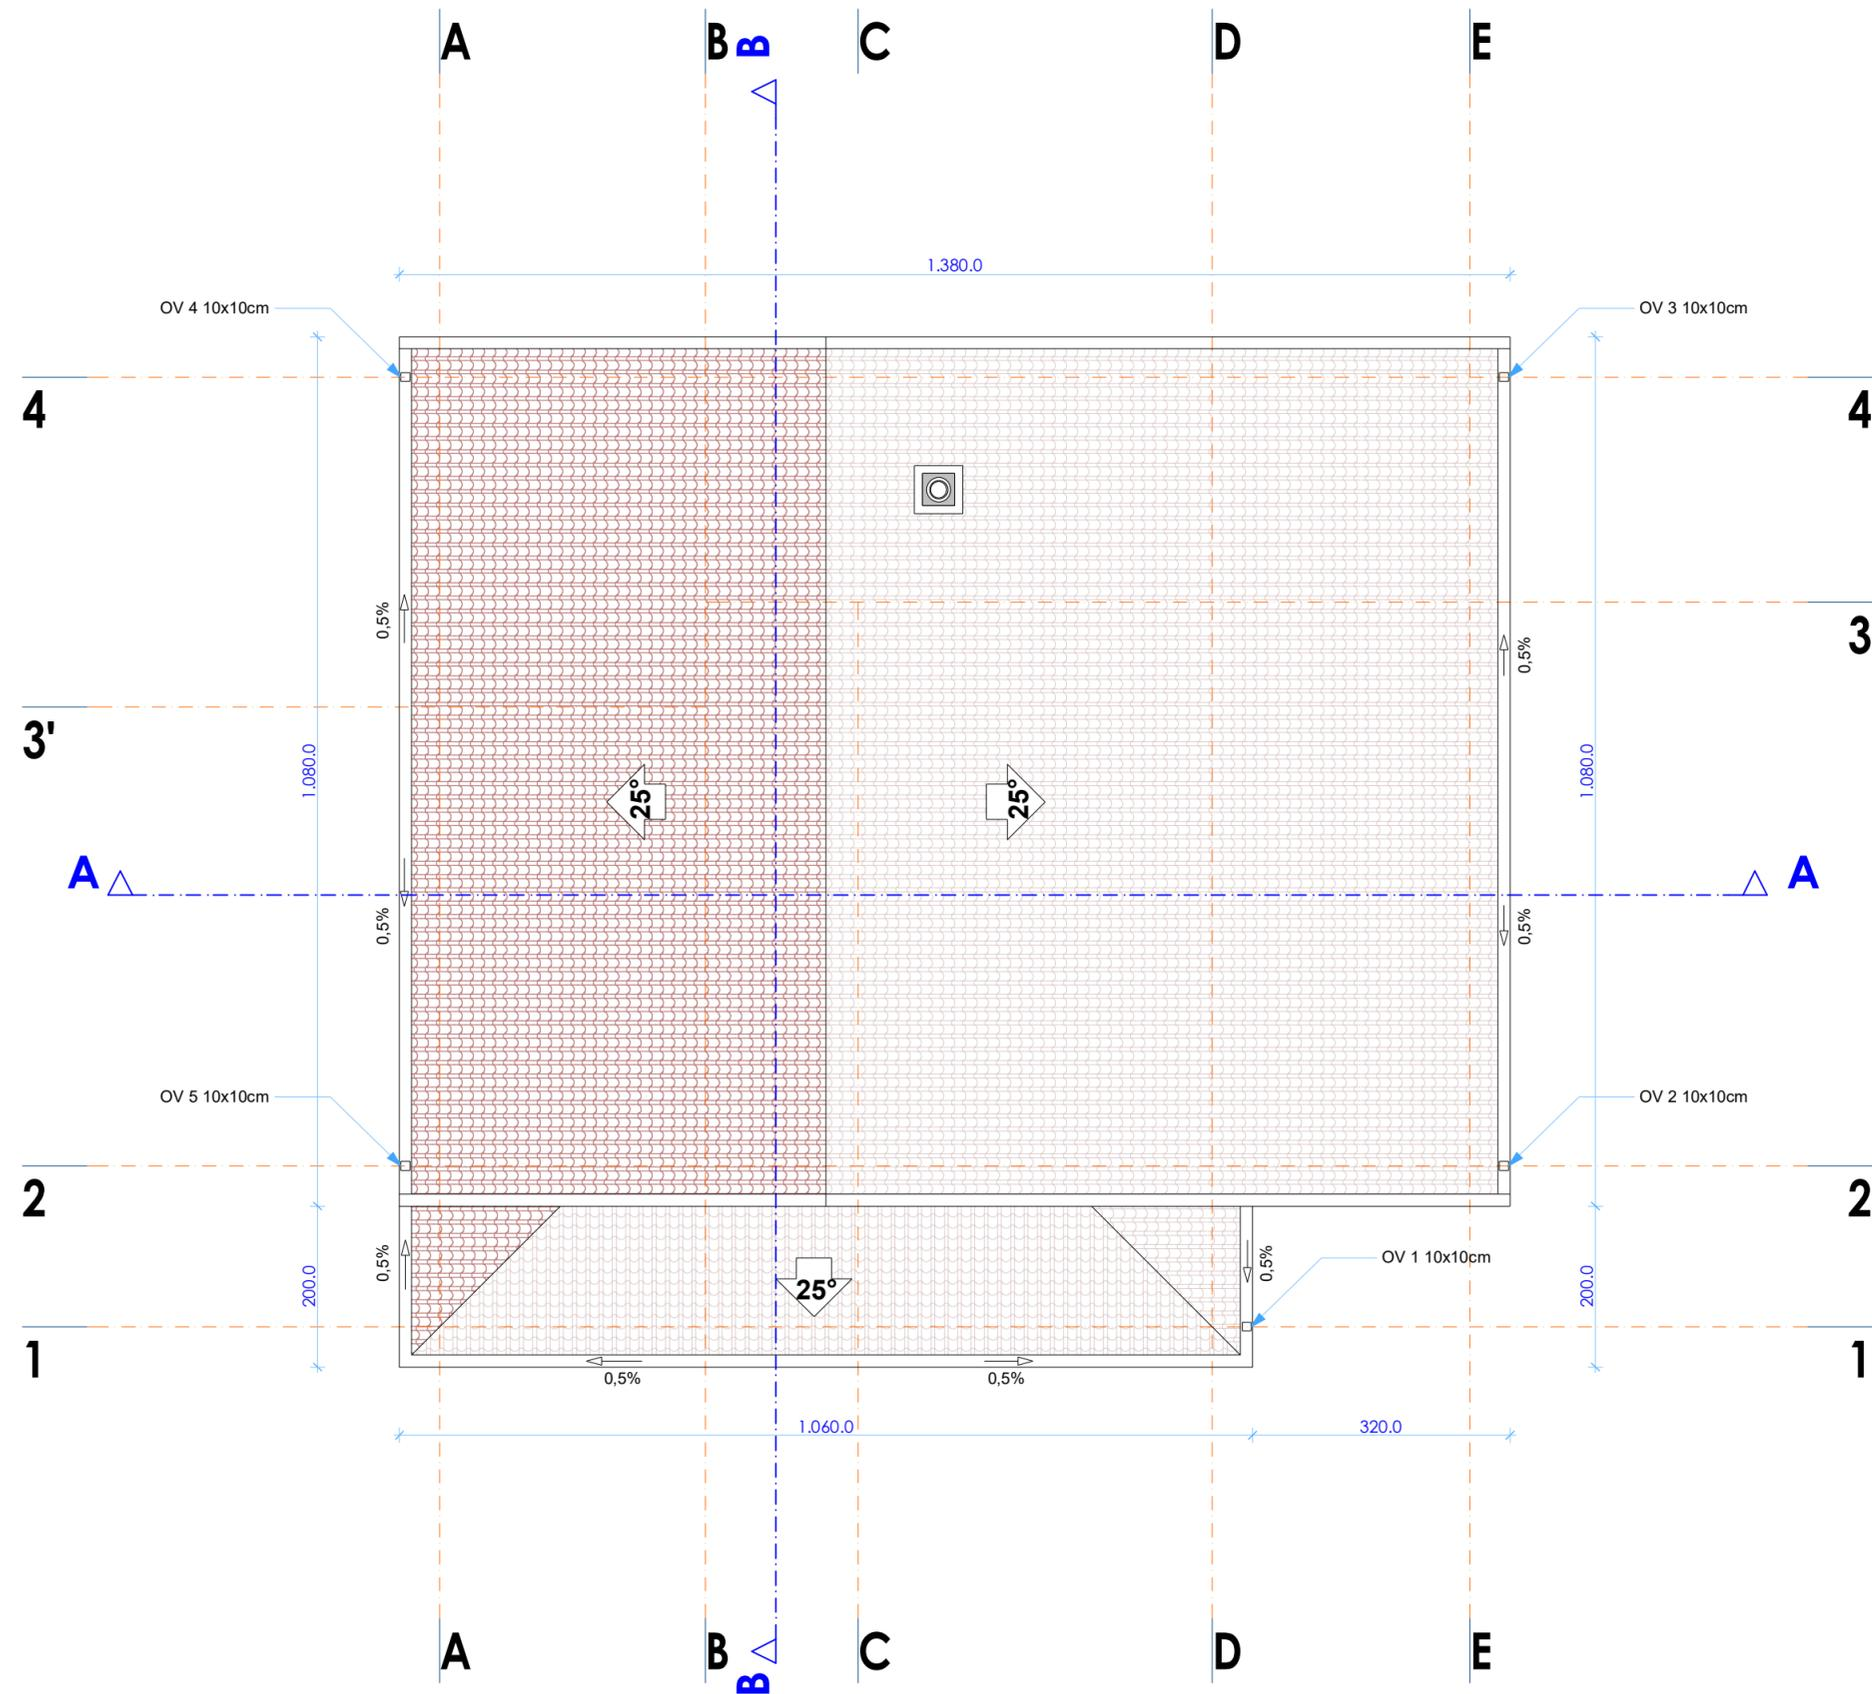 A B B C D E
1.380.0
OV 4 10x10cm OV 3 10x10cm
4 4
0,5%
3
0,5%
3'
1.080.0 1.080.0
25° 25°
A A
0,5% 0,5%
OV 5 10x10cm OV 2 10x10cm
2 2
0,5% 0,5% OV 1 10x10cm
200.0 25° 200.0
1 1
0,5% 0,5%
1.060.0 320.0
A B B C D E